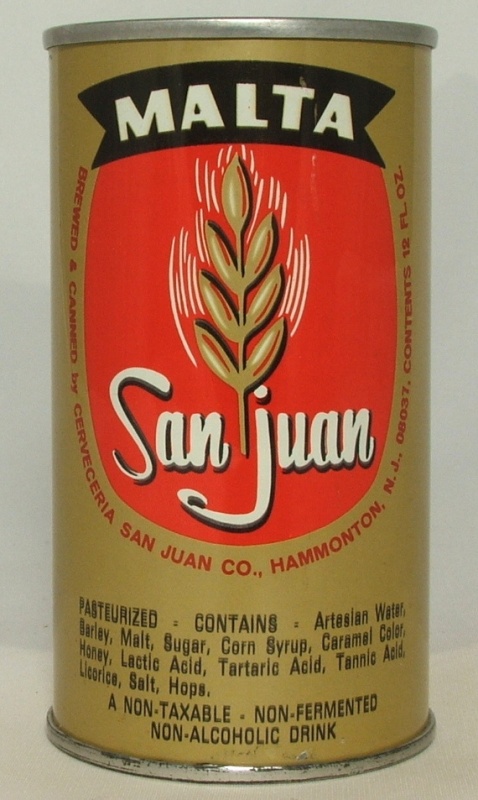 MALTA
San Juan
BREWED & CANNED by CERVECERIA SAN JUAN CO., HAMMONTON, N.J., 08037. CONTENTS 12 FL. OZ.
PASTEURIZED - CONTAINS - Artesian Water,
Barley, Malt, Sugar, Corn Syrup, Caramel Color,
Honey, Lactic Acid, Tartaric Acid, Tannic Acid,
Licorice, Salt, Hops.
A NON-TAXABLE - NON-FERMENTED
NON-ALCOHOLIC DRINK